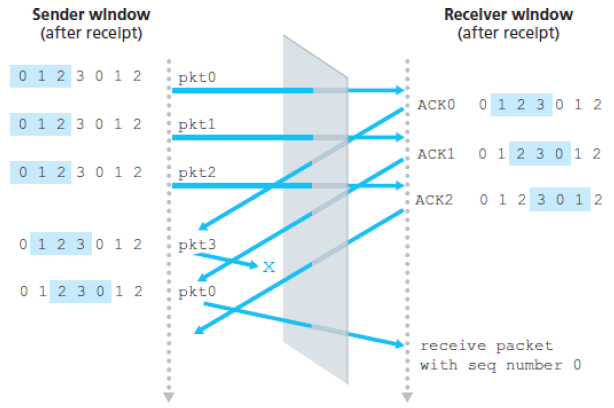 Sender window
(after receipt)
Receiver window
(after receipt)
0 1 2 3 0 1 2
pkt0
ACK0
0 1 2 3 0 1 2
0 1 2 3 0 1 2
pkt1
ACK1
0 1 2 3 0 1 2
0 1 2 3 0 1 2
pkt2
ACK2
0 1 2 3 0 1 2
0 1 2 3 0 1 2
pkt3
X
0 1 2 3 0 1 2
pkt0
receive packet
with seq number 0